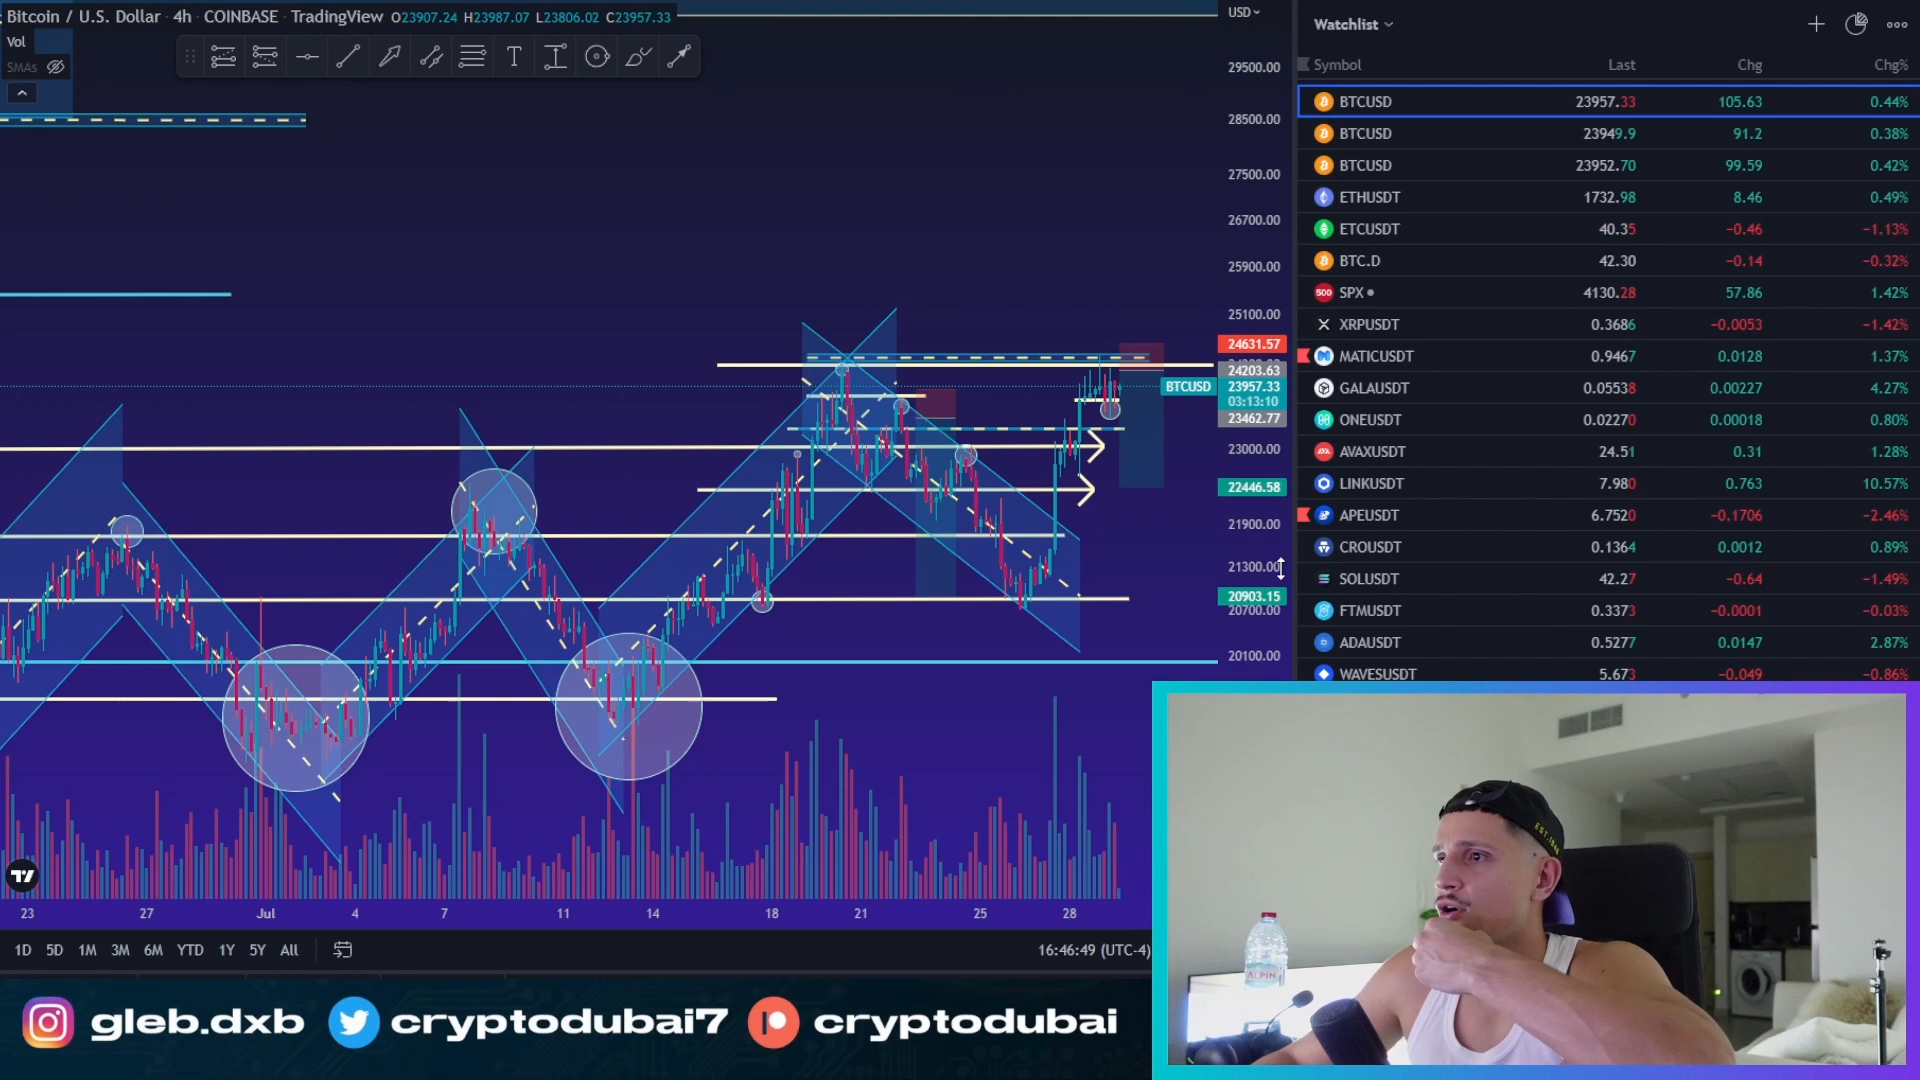 Bitcoin / U.S. Dollar · 4h · COINBASE · TradingView O23907.24 H23987.07 L23806.02 C23957.33
Vol
SMAs
T
USD
29500.00
28500.00
27500.00
26700.00
25900.00
25100.00
24631.57
24203.63
BTCUSD 23957.33
03:13:10
23462.77
23000.00
22446.58
21900.00
21300.00
20903.15
20700.00
20100.00
23 27 Jul 4 7 11 14 18 21 25 28
1D 5D 1M 3M 6M YTD 1Y 5Y All
16:46:49 (UTC-4)
Watchlist
Symbol Last Chg Chg%
BTCUSD 23957.33 105.63 0.44%
BTCUSD 23949.9 91.2 0.38%
BTCUSD 23952.70 99.59 0.42%
ETHUSDT 1732.98 8.46 0.49%
ETCUSDT 40.35 −0.46 −1.13%
BTC.D 42.30 −0.14 −0.32%
500 SPX 4130.28 57.86 1.42%
XRPUSDT 0.3686 −0.0053 −1.42%
MATICUSDT 0.9467 0.0128 1.37%
GALAUSDT 0.05538 0.00227 4.27%
ONEUSDT 0.02270 0.00018 0.80%
AVAXUSDT 24.51 0.31 1.28%
LINKUSDT 7.980 0.763 10.57%
APEUSDT 6.7520 −0.1706 −2.46%
CROUSDT 0.1364 0.0012 0.89%
SOLUSDT 42.27 −0.64 −1.49%
FTMUSDT 0.3373 −0.0001 −0.03%
ADAUSDT 0.5277 0.0147 2.87%
WAVESUSDT 5.673 −0.049 −0.86%
ALPIN
gleb.dxb cryptodubai7 cryptodubai